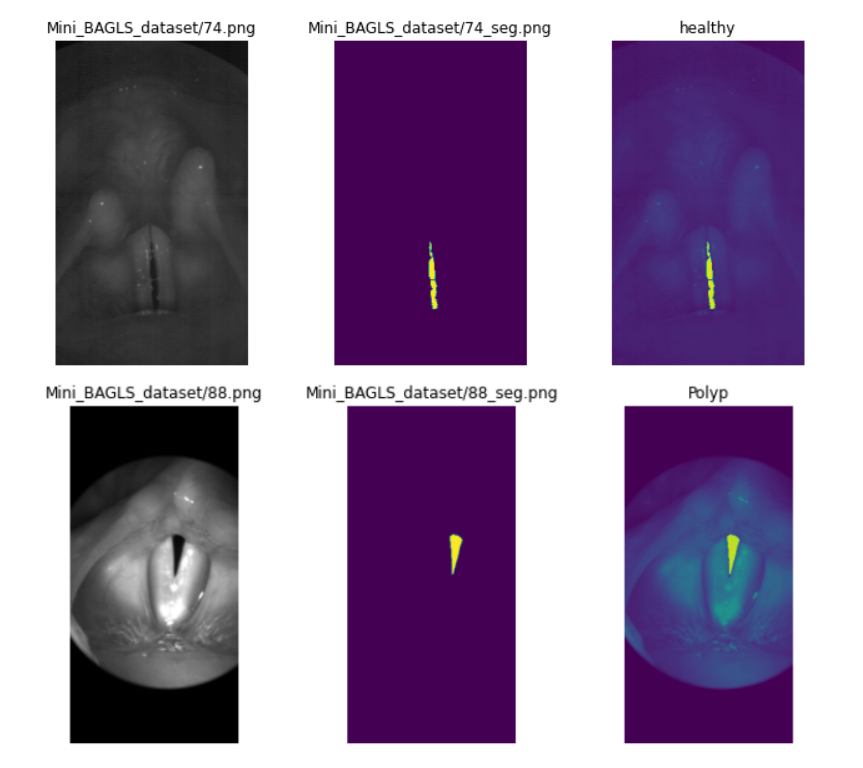 Mini_BAGLS_dataset/74.png
Mini_BAGLS_dataset/74_seg.png
healthy
Mini_BAGLS_dataset/88.png
Mini_BAGLS_dataset/88_seg.png
Polyp